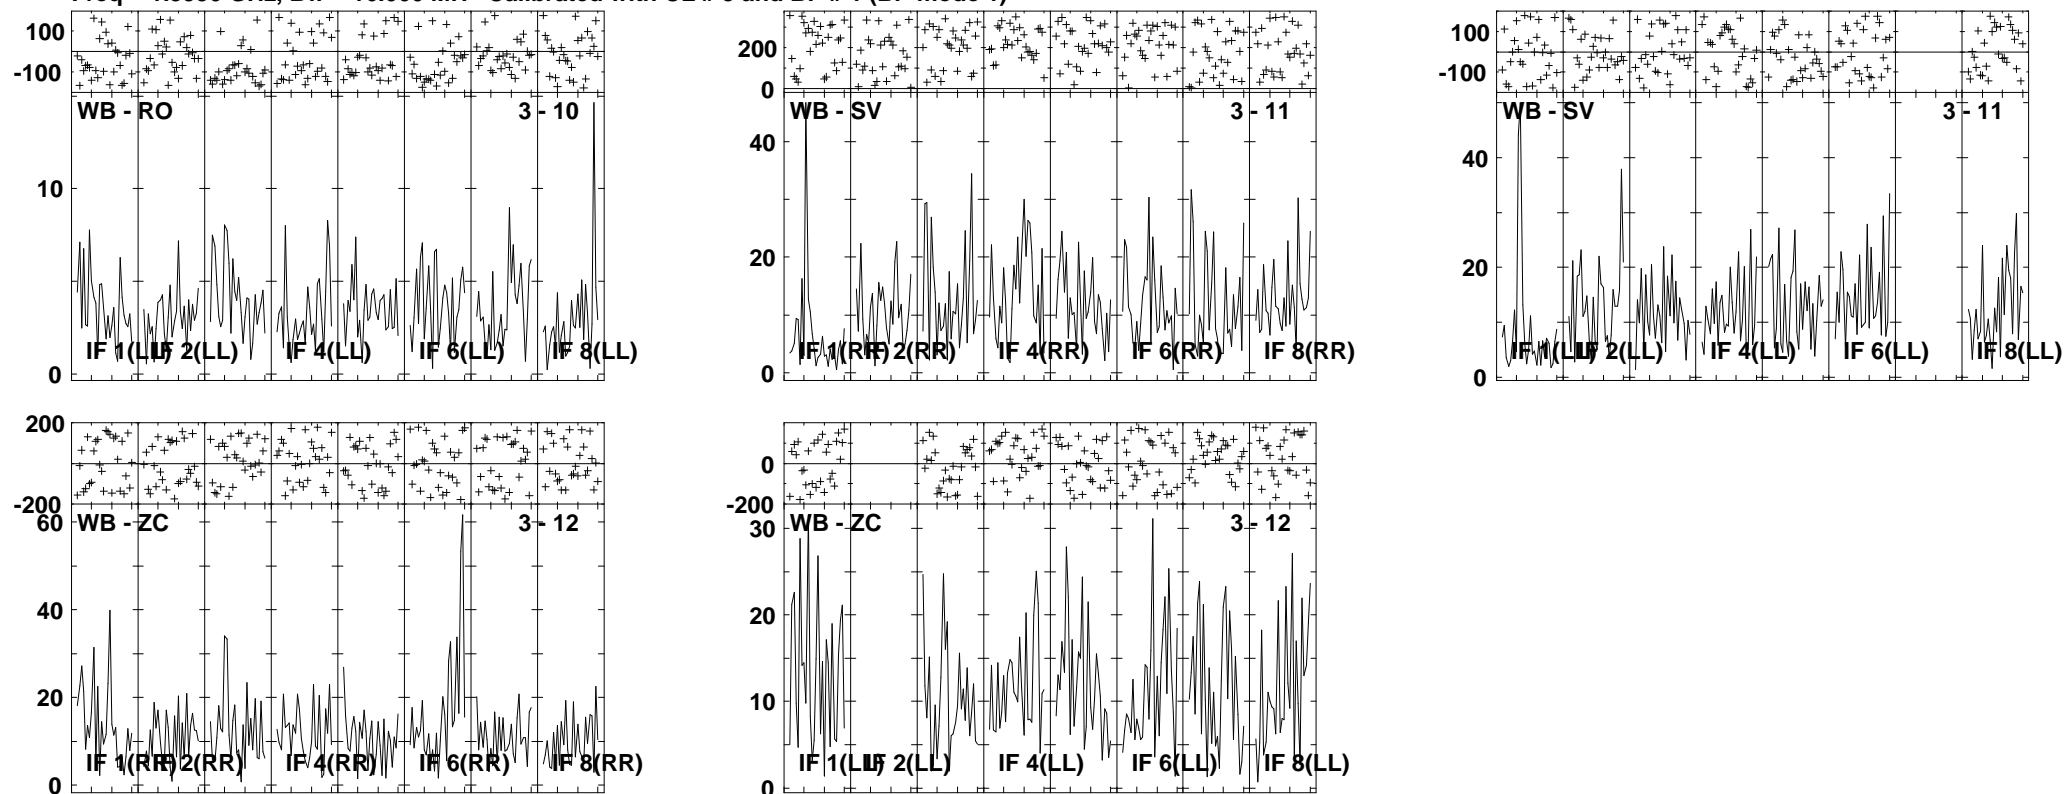 100
-100
WB - RO
3 - 10
10
0
IF 1(LL)
IF 2(LL)
IF 4(LL)
IF 6(LL)
IF 8(LL)
200
0
WB - SV
3 - 11
40
20
0
IF 1(RR)
IF 2(RR)
IF 4(RR)
IF 6(RR)
IF 8(RR)
100
-100
WB - SV
3 - 11
40
20
0
IF 1(LL)
IF 2(LL)
IF 4(LL)
IF 6(LL)
IF 8(LL)
200
0
-200
WB - ZC
3 - 12
60
40
20
0
IF 1(RR)
IF 2(RR)
IF 4(RR)
IF 6(RR)
IF 8(RR)
0
-200
WB - ZC
3 - 12
30
20
10
0
IF 1(LL)
IF 2(LL)
IF 4(LL)
IF 6(LL)
IF 8(LL)